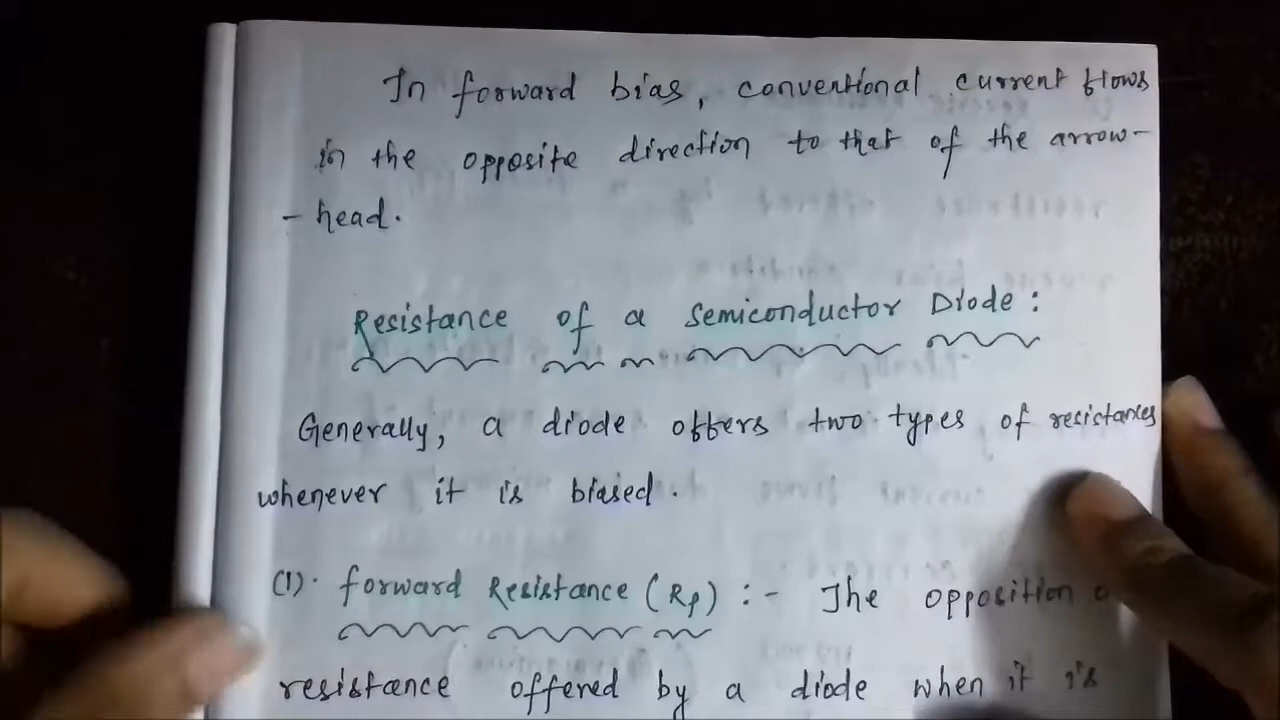 In forward bias, conventional current flows
in the opposite direction to that of the arrow-
- head.
Resistance of a semiconductor Diode :
Generally, a diode offers two types of resistances
whenever it is biased.
(1). forward Resistance (Rf) :- The opposition
resistance offered by a diode when it is